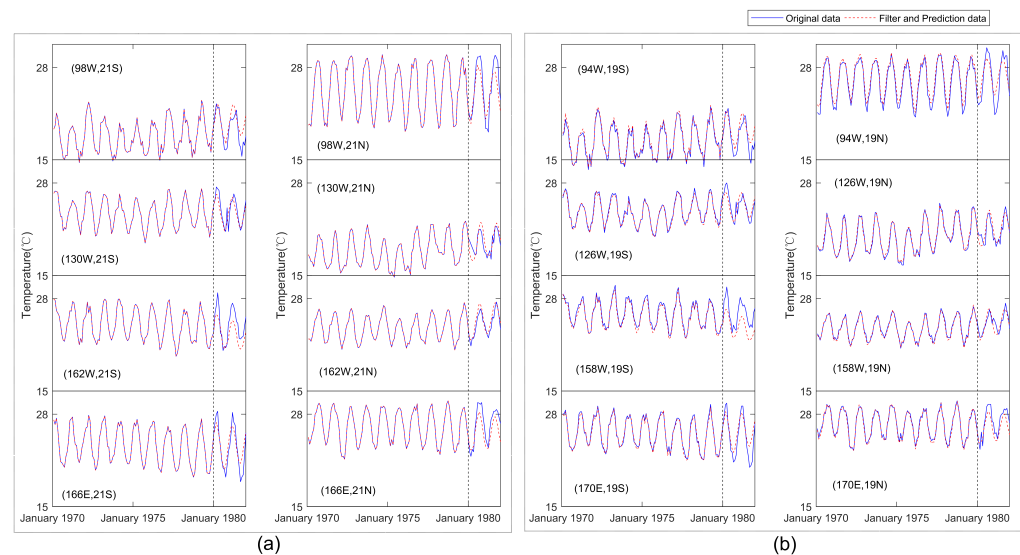 Original data Filter and Prediction data
28 (98W,21S) 28
15 (98W,21N) 28 (94W,19S) 28
15 (94W,19N)
28 28 (130W,21N) 28 28 (126W,19N)
Temperature(℃) Temperature(℃) Temperature(℃) Temperature(℃)
(130W,21S) (126W,19S)
15 15 15 15
28 28 28 28
(162W,21S) (162W,21N) (158W,19S) (158W,19N)
15 15 15 15
28 28 28 28
(166E,21S) (166E,21N) (170E,19S) (170E,19N)
15 15 15 15
January 1970 January 1975 January 1980 January 1970 January 1975 January 1980 January 1970 January 1975 January 1980 January 1970 January 1975 January 1980
(a) (b)